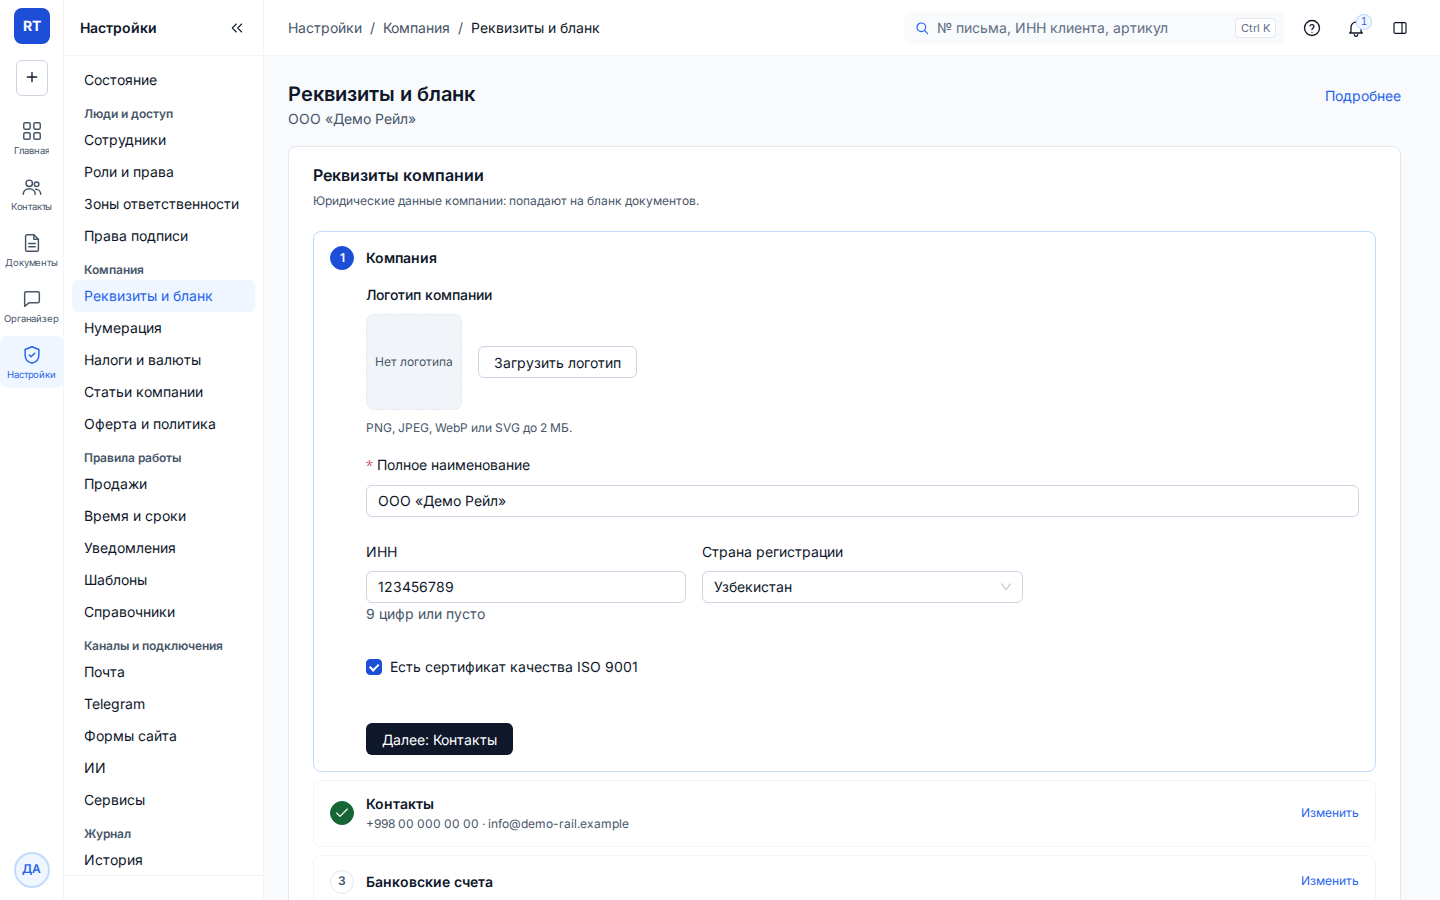 RT
Настройки
Настройки / Компания / Реквизиты и бланк
№ письма, ИНН клиента, артикул
Ctrl K
1
Главная
Контакты
Документы
Органайзер
Настройки
ДА
Состояние
Люди и доступ
Сотрудники
Роли и права
Зоны ответственности
Права подписи
Компания
Реквизиты и бланк
Нумерация
Налоги и валюты
Статьи компании
Оферта и политика
Правила работы
Продажи
Время и сроки
Уведомления
Шаблоны
Справочники
Каналы и подключения
Почта
Telegram
Формы сайта
ИИ
Сервисы
Журнал
История
Реквизиты и бланк
Подробнее
ООО «Демо Рейл»
Реквизиты компании
Юридические данные компании: попадают на бланк документов.
1
Компания
Логотип компании
Нет логотипа
Загрузить логотип
PNG, JPEG, WebP или SVG до 2 МБ.
* Полное наименование
ООО «Демо Рейл»
ИНН
Страна регистрации
123456789
Узбекистан
9 цифр или пусто
Есть сертификат качества ISO 9001
Далее: Контакты
Контакты
+998 00 000 00 00 · info@demo-rail.example
Изменить
3
Банковские счета
Изменить